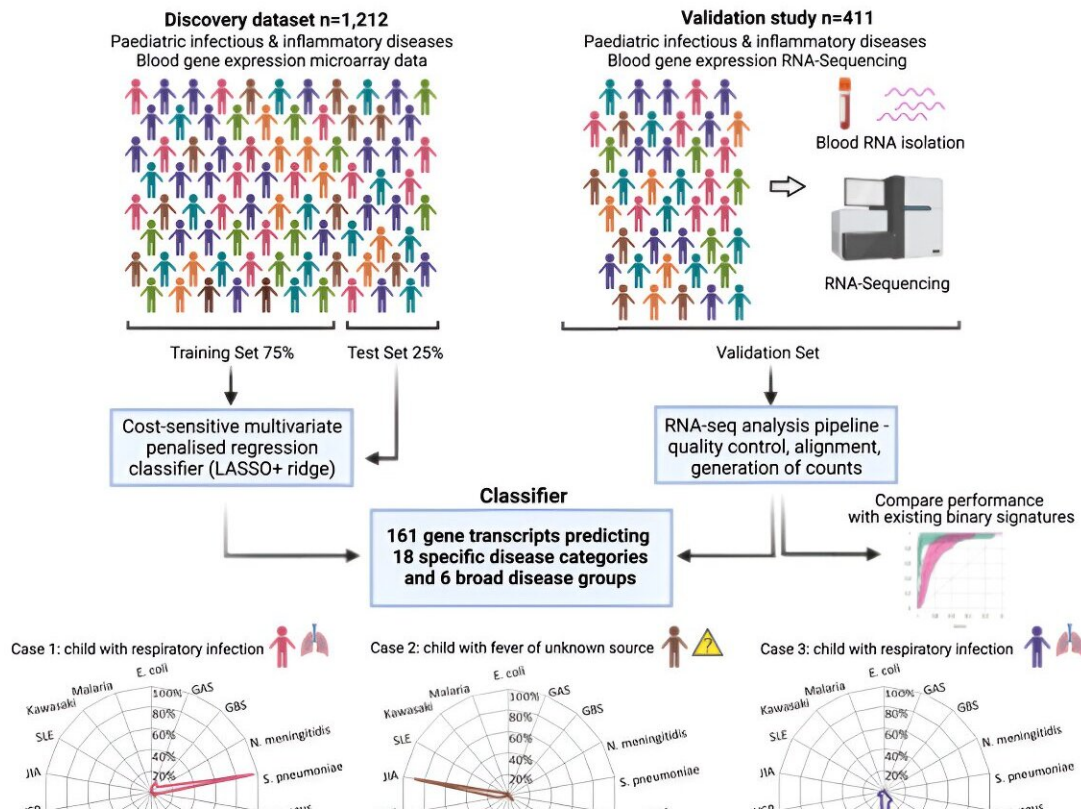 Discovery dataset n=1,212
Paediatric infectious & inflammatory diseases
Blood gene expression microarray data
Validation study n=411
Paediatric infectious & inflammatory diseases
Blood gene expression RNA-Sequencing
Blood RNA isolation
RNA-Sequencing
Training Set 75%
Test Set 25%
Validation Set
Cost-sensitive multivariate
penalised regression
classifier (LASSO+ ridge)
RNA-seq analysis pipeline -
quality control, alignment,
generation of counts
Classifier
161 gene transcripts predicting
18 specific disease categories
and 6 broad disease groups
Compare performance
with existing binary signatures
Case 1: child with respiratory infection
E. coli
GAS
GBS
N. meningitidis
S. pneumoniae
Malaria
Kawasaki
SLE
JIA
100%
80%
60%
40%
20%
Case 2: child with fever of unknown source
?
E. coli
GAS
GBS
N. meningitidis
S. pneumoniae
Malaria
Kawasaki
SLE
JIA
100%
80%
60%
40%
20%
Case 3: child with respiratory infection
E. coli
GAS
GBS
N. meningitidis
S. pneumoniae
Malaria
Kawasaki
SLE
JIA
100%
80%
60%
40%
20%